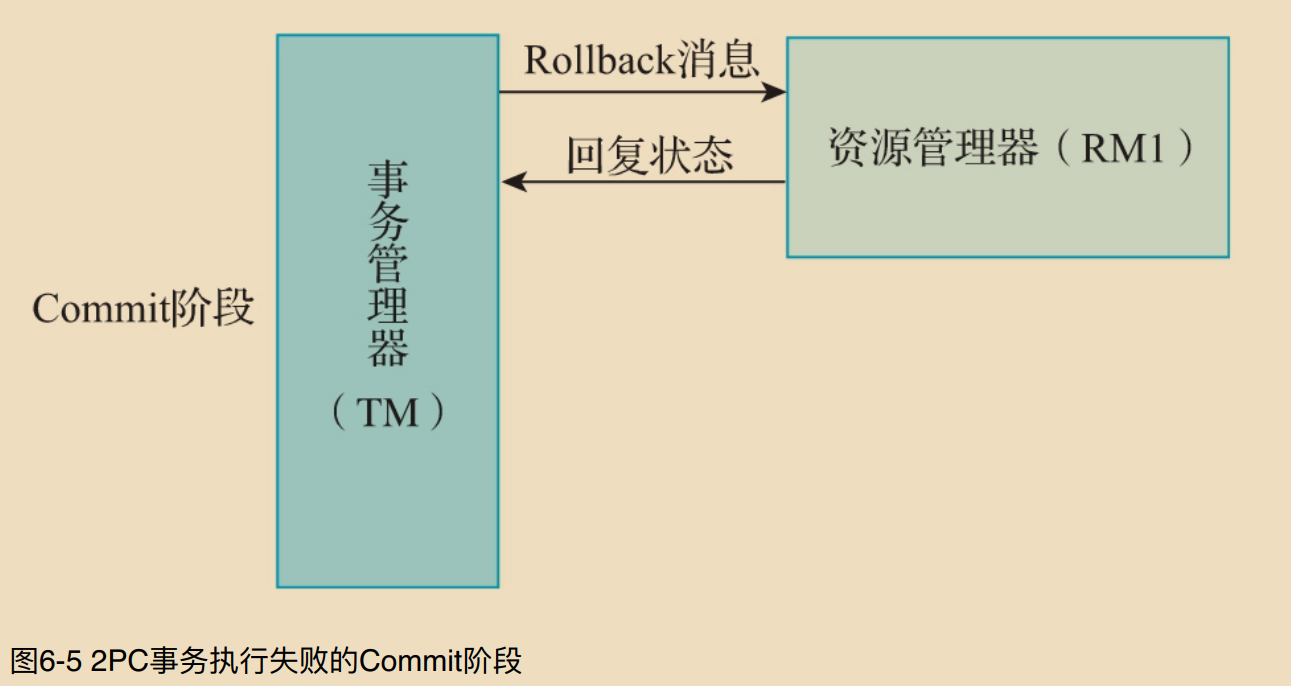 Rollback消息
回复状态
资源管理器（RM1）
事务管理器
（TM）
Commit阶段
图6-5 2PC事务执行失败的Commit阶段